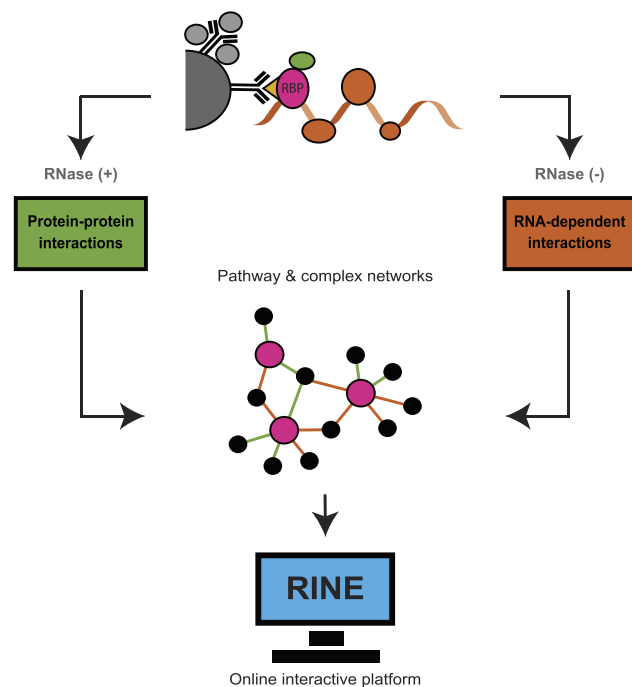 RBP
RNase (+)
RNase (-)
Protein-protein
interactions
RNA-dependent
interactions
Pathway & complex networks
RINE
Online interactive platform